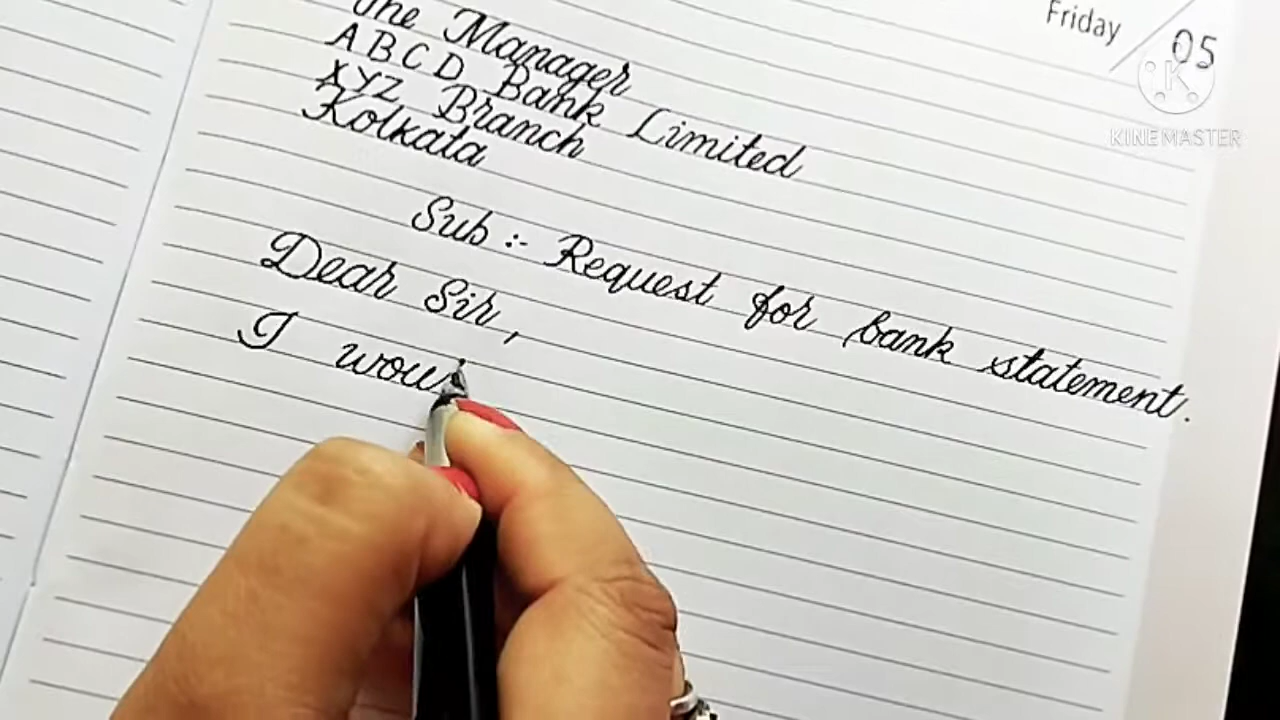 Friday 05
KINEMASTER
The Manager
ABCD Bank Limited
XYZ Branch
Kolkata
Sub :- Request for bank statement.
Dear Sir,
I wou